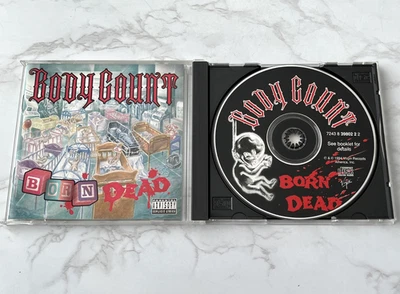 BODY COUNT
BORN DEAD
PARENTAL
ADVISORY
EXPLICIT LYRICS
BODY COUNT
7243 8 39802 2 2
See booklet for
details
BORN
DEAD